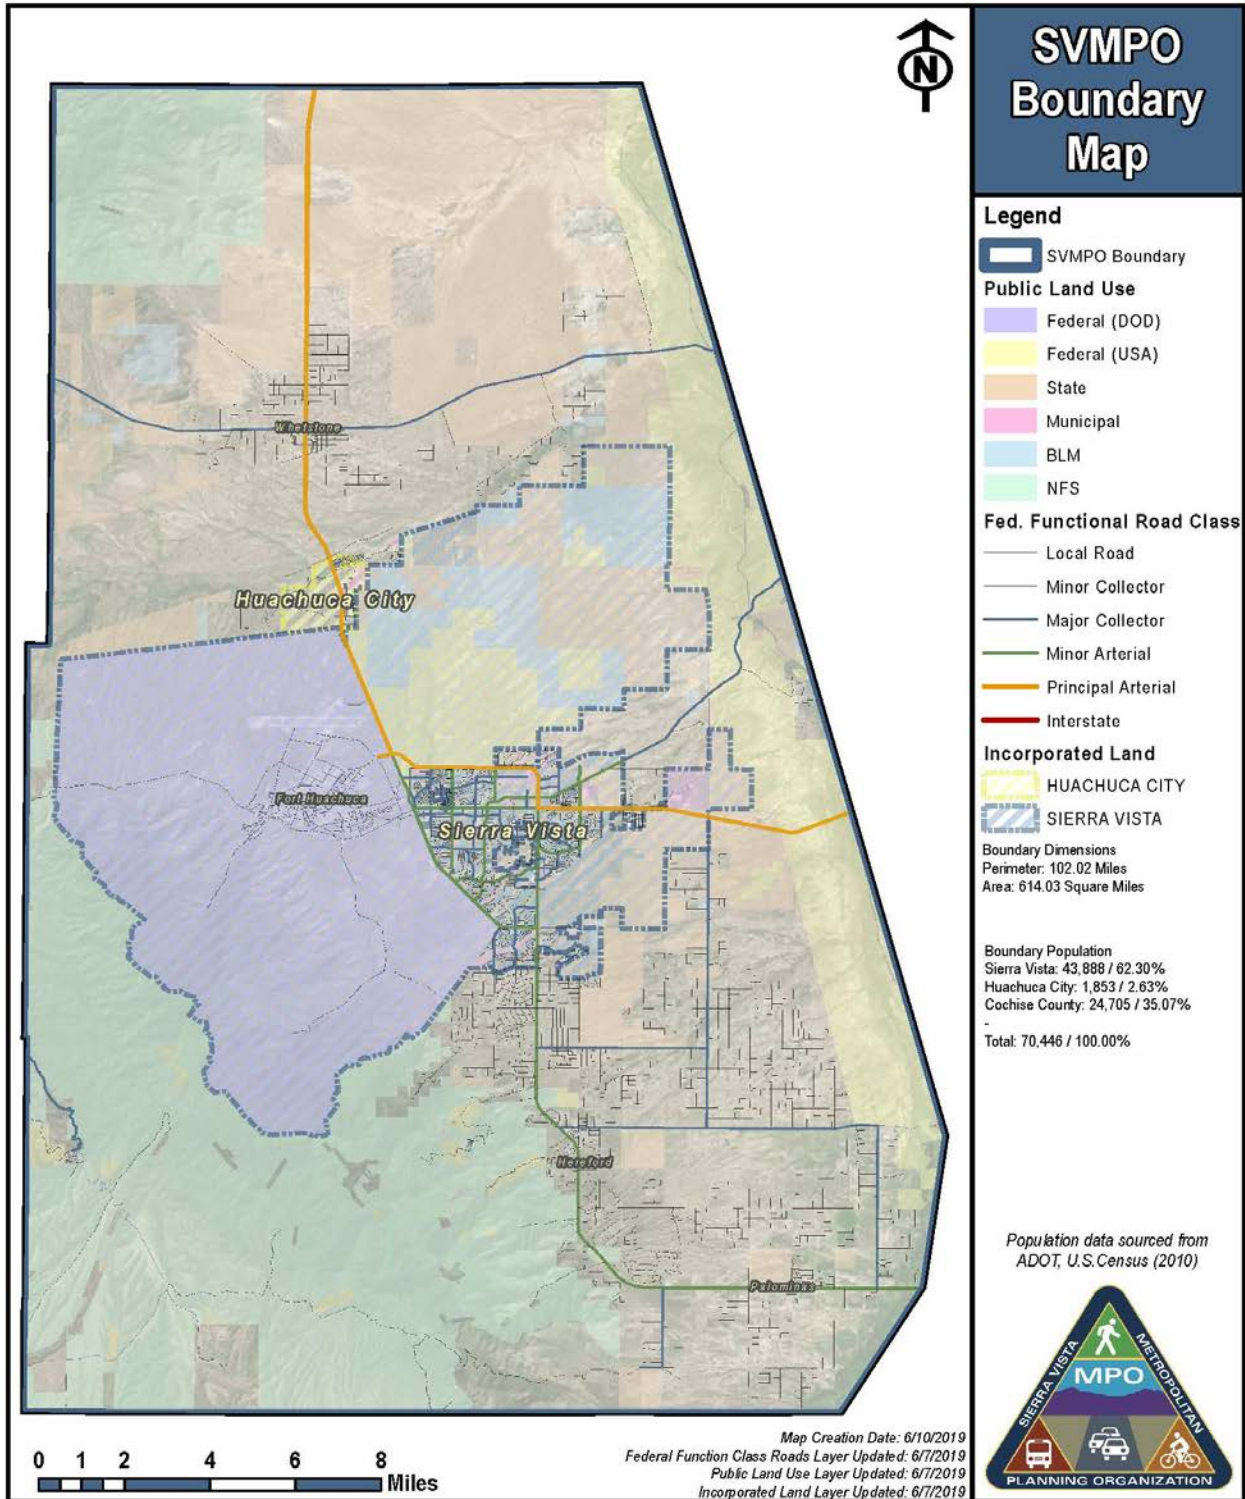 N
SVMPO
Boundary
Map
Legend
SVMPO Boundary
Public Land Use
Federal (DOD)
Federal (USA)
State
Municipal
BLM
NFS
Fed. Functional Road Class
Local Road
Minor Collector
Major Collector
Minor Arterial
Principal Arterial
Interstate
Incorporated Land
HUACHUCA CITY
SIERRA VISTA
Boundary Dimensions
Perimeter: 102.02 Miles
Area: 614.03 Square Miles
Boundary Population
Sierra Vista: 43,888 / 62.30%
Huachuca City: 1,853 / 2.63%
Cochise County: 24,705 / 35.07%
-
Total: 70,446 / 100.00%
Population data sourced from
ADOT, U.S.Census (2010)
SIERRA VISTA
METROPOLITAN
MPO
PLANNING ORGANIZATION
Whetstone
Huachuca City
Fort Huachuca
Sierra Vista
Hereford
Palominas
0 1 2 4 6 8
Miles
Map Creation Date: 6/10/2019
Federal Function Class Roads Layer Updated: 6/7/2019
Public Land Use Layer Updated: 6/7/2019
Incorporated Land Layer Updated: 6/7/2019